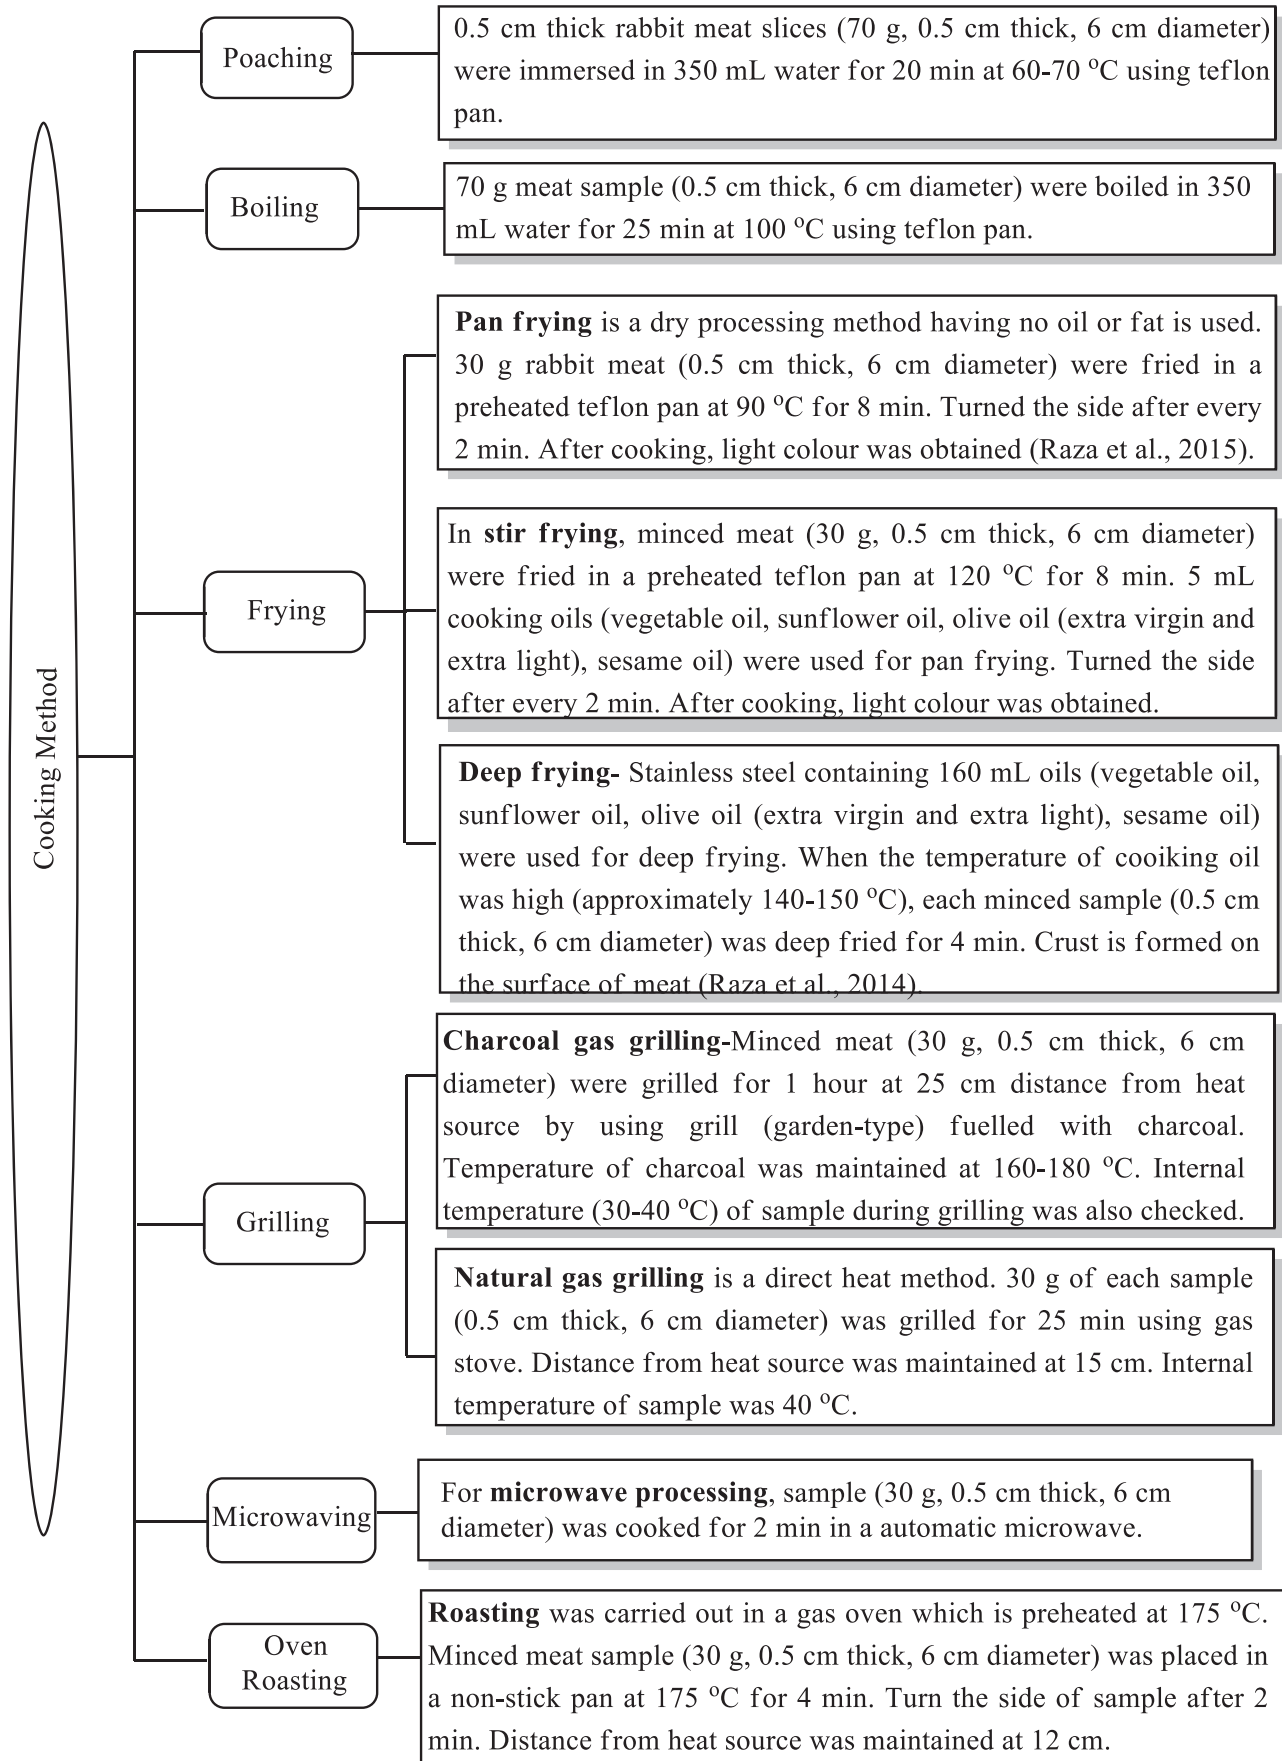 Cooking Method
Poaching
0.5 cm thick rabbit meat slices (70 g, 0.5 cm thick, 6 cm diameter)
were immersed in 350 mL water for 20 min at 60-70 °C using teflon
pan.
Boiling
70 g meat sample (0.5 cm thick, 6 cm diameter) were boiled in 350
mL water for 25 min at 100 °C using teflon pan.
Frying
Pan frying is a dry processing method having no oil or fat is used.
30 g rabbit meat (0.5 cm thick, 6 cm diameter) were fried in a
preheated teflon pan at 90 °C for 8 min. Turned the side after every
2 min. After cooking, light colour was obtained (Raza et al., 2015).
In stir frying, minced meat (30 g, 0.5 cm thick, 6 cm diameter)
were fried in a preheated teflon pan at 120 °C for 8 min. 5 mL
cooking oils (vegetable oil, sunflower oil, olive oil (extra virgin and
extra light), sesame oil) were used for pan frying. Turned the side
after every 2 min. After cooking, light colour was obtained.
Deep frying- Stainless steel containing 160 mL oils (vegetable oil,
sunflower oil, olive oil (extra virgin and extra light), sesame oil)
were used for deep frying. When the temperature of cooiking oil
was high (approximately 140-150 °C), each minced sample (0.5 cm
thick, 6 cm diameter) was deep fried for 4 min. Crust is formed on
the surface of meat (Raza et al., 2014).
Grilling
Charcoal gas grilling-Minced meat (30 g, 0.5 cm thick, 6 cm
diameter) were grilled for 1 hour at 25 cm distance from heat
source by using grill (garden-type) fuelled with charcoal.
Temperature of charcoal was maintained at 160-180 °C. Internal
temperature (30-40 °C) of sample during grilling was also checked.
Natural gas grilling is a direct heat method. 30 g of each sample
(0.5 cm thick, 6 cm diameter) was grilled for 25 min using gas
stove. Distance from heat source was maintained at 15 cm. Internal
temperature of sample was 40 °C.
Microwaving
For microwave processing, sample (30 g, 0.5 cm thick, 6 cm
diameter) was cooked for 2 min in a automatic microwave.
Oven
Roasting
Roasting was carried out in a gas oven which is preheated at 175 °C.
Minced meat sample (30 g, 0.5 cm thick, 6 cm diameter) was placed in
a non-stick pan at 175 °C for 4 min. Turn the side of sample after 2
min. Distance from heat source was maintained at 12 cm.